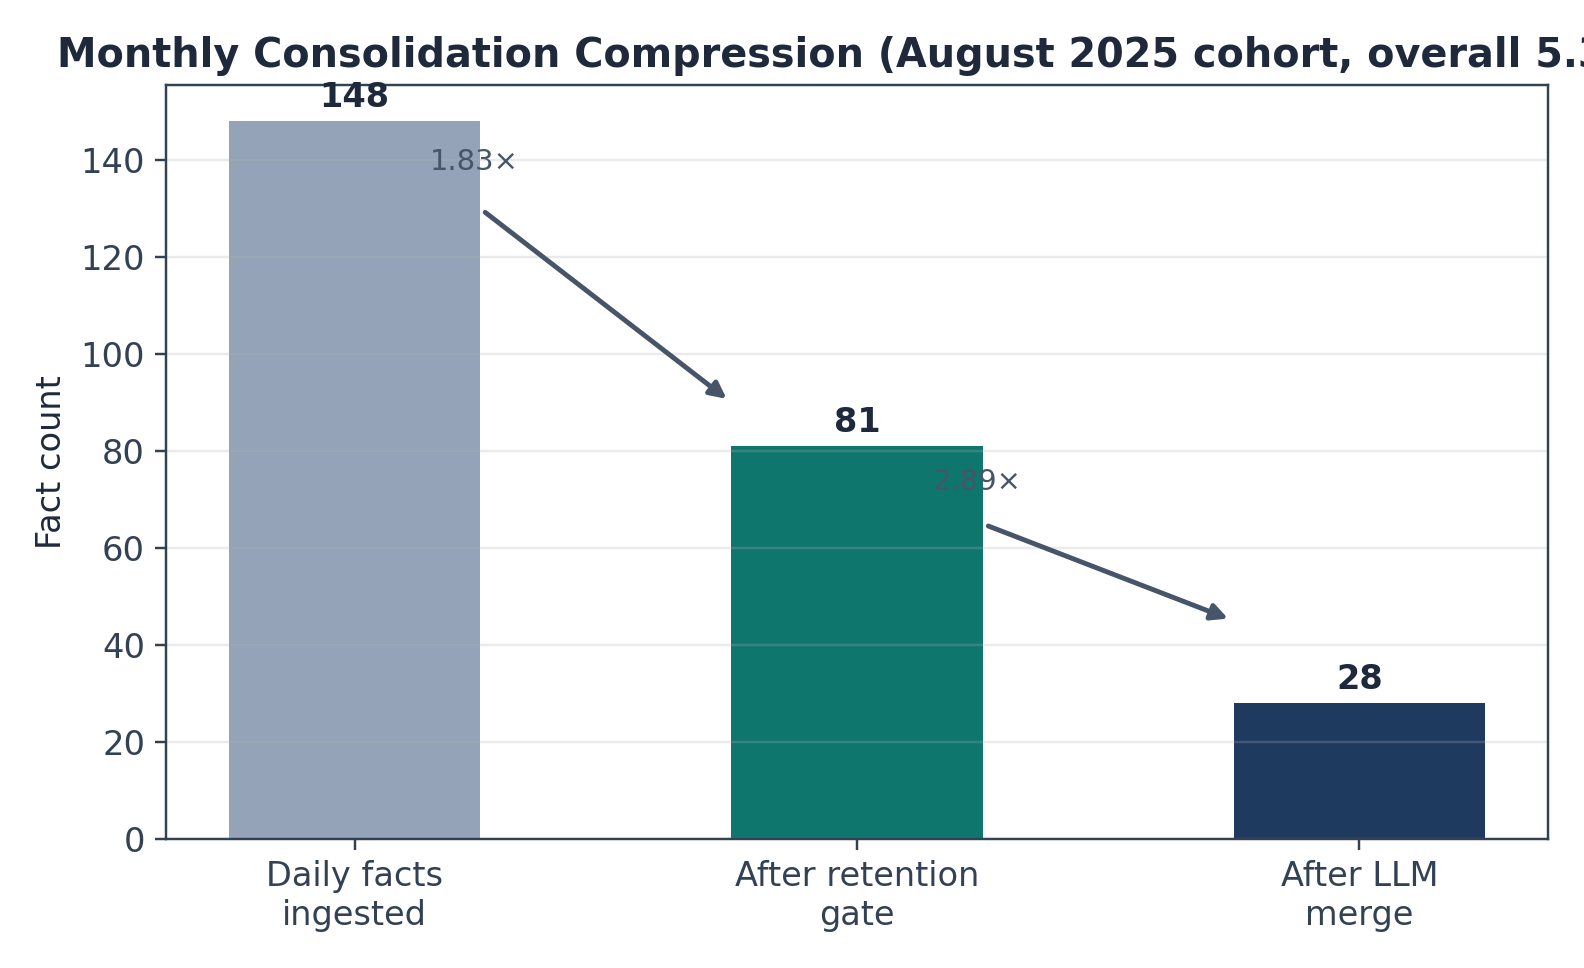 Monthly Consolidation Compression (August 2025 cohort, overall 5.3
148
1.83×
140
120
100
81
80
2.89×
60
40
28
20
0
Fact count
Daily facts
ingested
After retention
gate
After LLM
merge